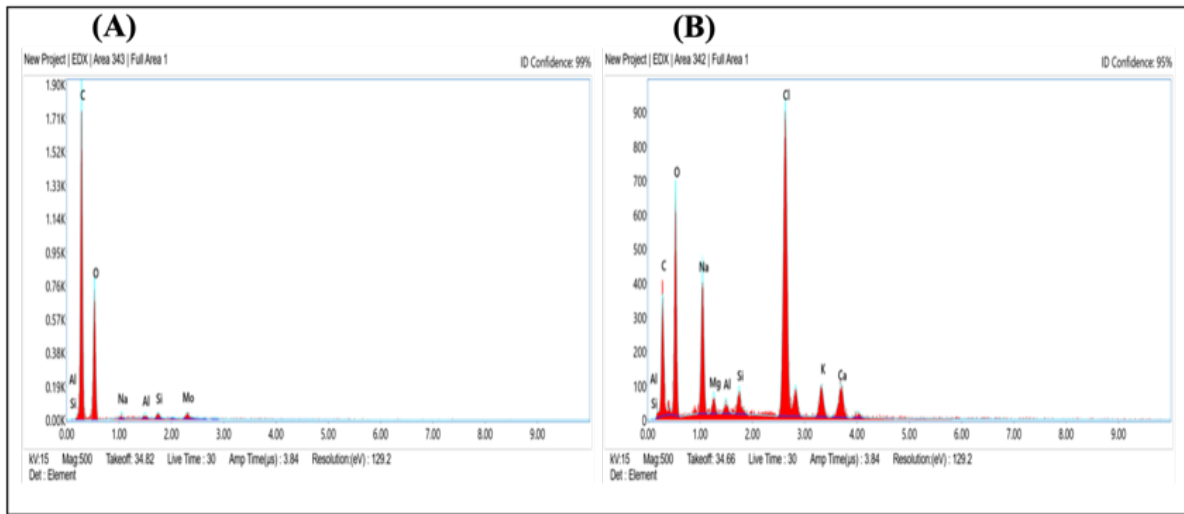 (A)
New Project | EDX | Area 343 | Full Area 1
ID Confidence: 99%
1.90K
1.71K
1.52K
1.33K
1.14K
0.95K
0.76K
0.57K
0.38K
0.19K
0.00K
C
O
Al
Si
Na
Al
Si
Mo
0.00 1.00 2.00 3.00 4.00 5.00 6.00 7.00 8.00 9.00
kV:15 Mag:500 Takeoff: 34.82 Live Time : 30 Amp Time(µs) : 3.84 Resolution:(eV) : 129.2
Det : Element
(B)
New Project | EDX | Area 342 | Full Area 1
ID Confidence: 95%
900
800
700
600
500
400
300
200
100
0
C
O
Al
Si
Na
Mg
Al
Si
Cl
K
Ca
0.00 1.00 2.00 3.00 4.00 5.00 6.00 7.00 8.00 9.00
kV:15 Mag:500 Takeoff: 34.66 Live Time : 30 Amp Time(µs) : 3.84 Resolution:(eV) : 129.2
Det : Element